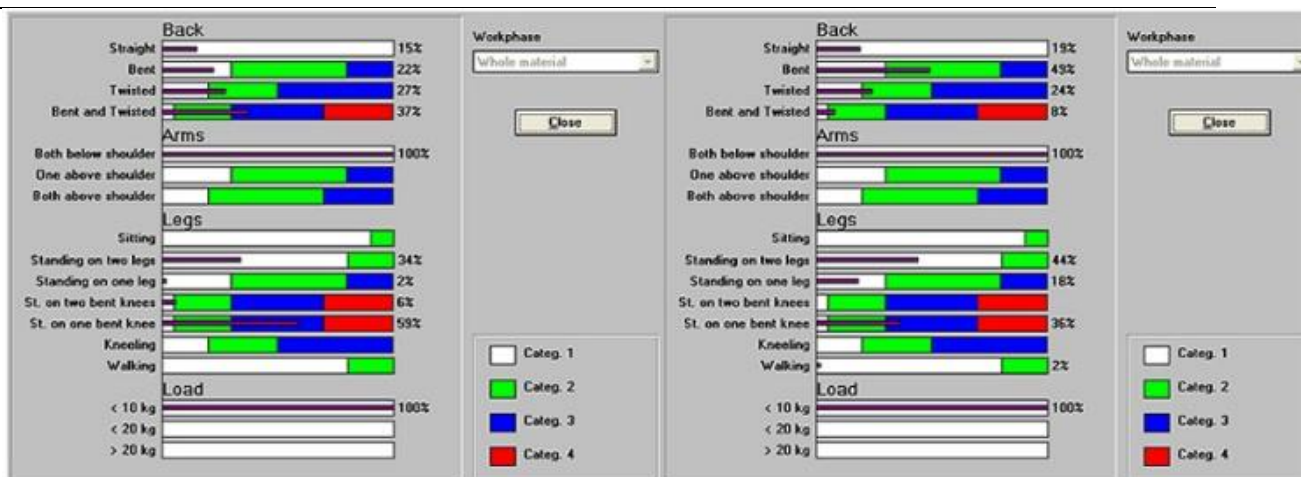 Back
Straight 15%
Bent 22%
Twisted 27%
Bent and Twisted 37%
Arms
Both below shoulder 100%
One above shoulder
Both above shoulder
Legs
Sitting
Standing on two legs 34%
Standing on one leg 2%
St. on two bent knees 6%
St. on one bent knee 59%
Kneeling
Walking
Load
< 10 kg 100%
< 20 kg
> 20 kg
Workphase
Whole material
Close
Categ. 1
Categ. 2
Categ. 3
Categ. 4
Back
Straight 19%
Bent 49%
Twisted 24%
Bent and Twisted 8%
Arms
Both below shoulder 100%
One above shoulder
Both above shoulder
Legs
Sitting
Standing on two legs 44%
Standing on one leg 18%
St. on two bent knees
St. on one bent knee 36%
Kneeling
Walking 2%
Load
< 10 kg 100%
< 20 kg
> 20 kg
Workphase
Whole material
Close
Categ. 1
Categ. 2
Categ. 3
Categ. 4